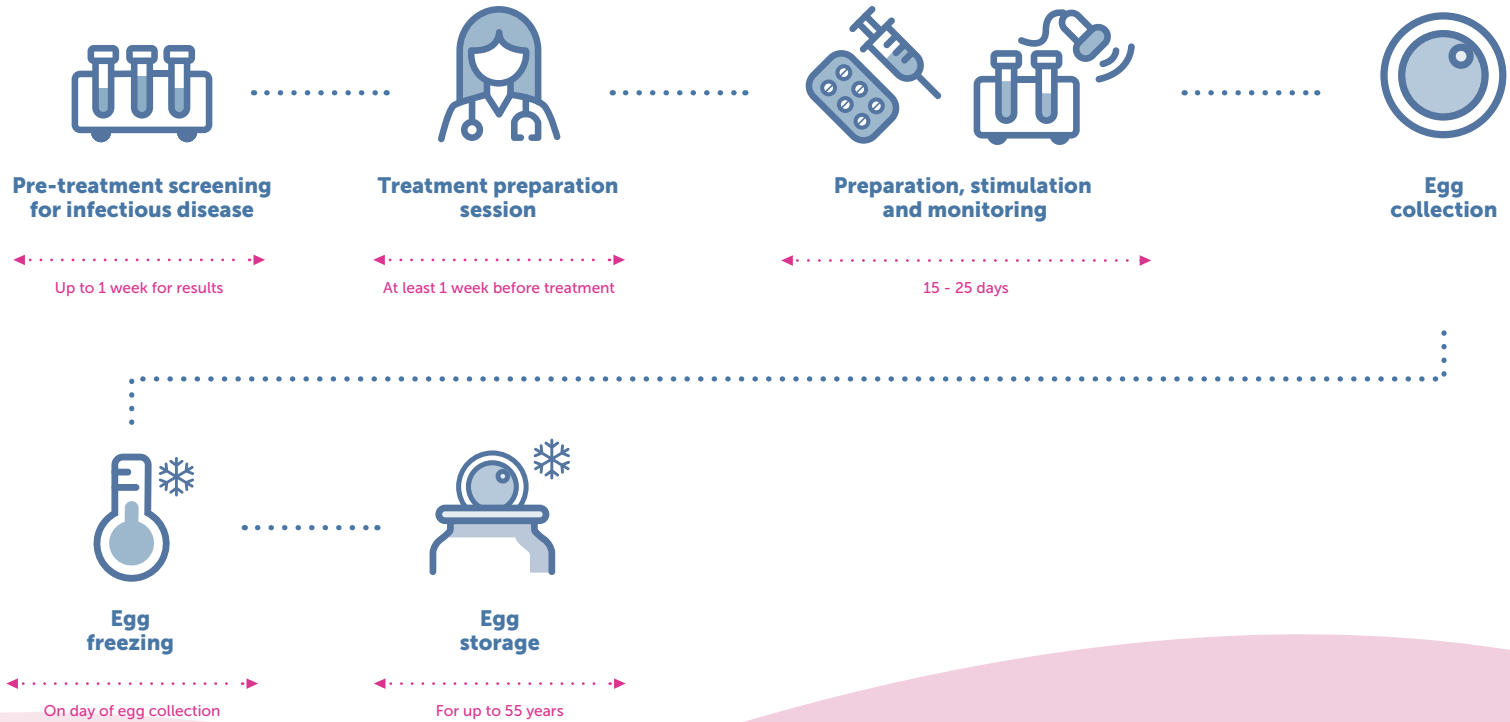 Pre-treatment screening
for infectious disease
Up to 1 week for results
Treatment preparation
session
At least 1 week before treatment
Preparation, stimulation
and monitoring
15 - 25 days
Egg
collection
Egg
freezing
On day of egg collection
Egg
storage
For up to 55 years